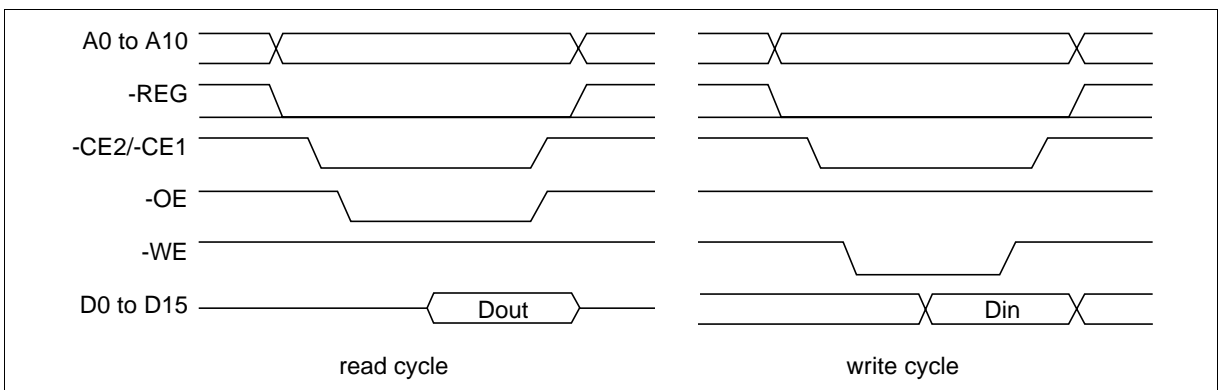 A0 to A10
-REG
-CE2/-CE1
-OE
-WE
D0 to D15
Dout
Din
read cycle
write cycle